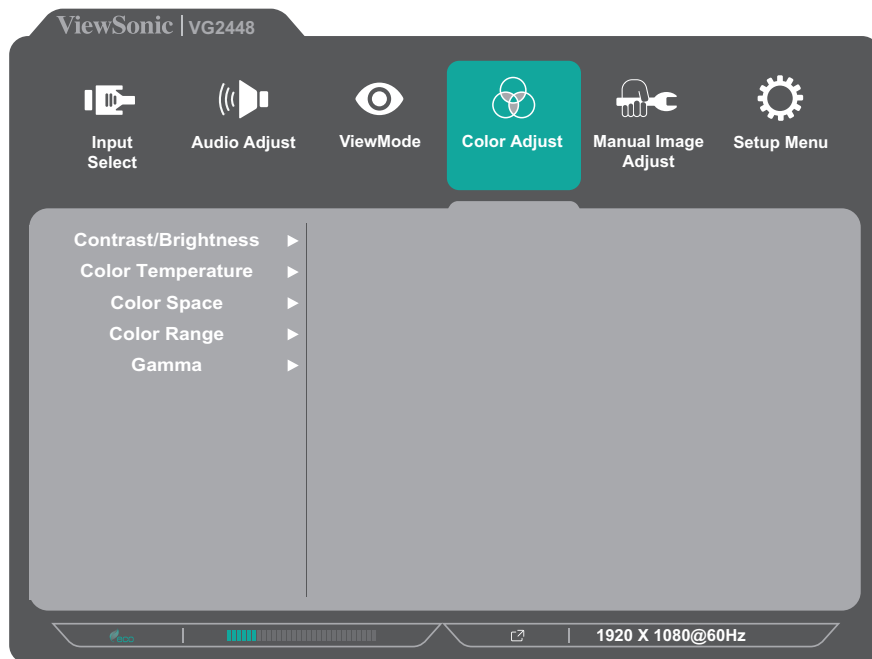 ViewSonic | VG2448
Input
Select
Audio Adjust
ViewMode
Color Adjust
Manual Image
Adjust
Setup Menu
Contrast/Brightness
Color Temperature
Color Space
Color Range
Gamma
eco
1920 X 1080@60Hz